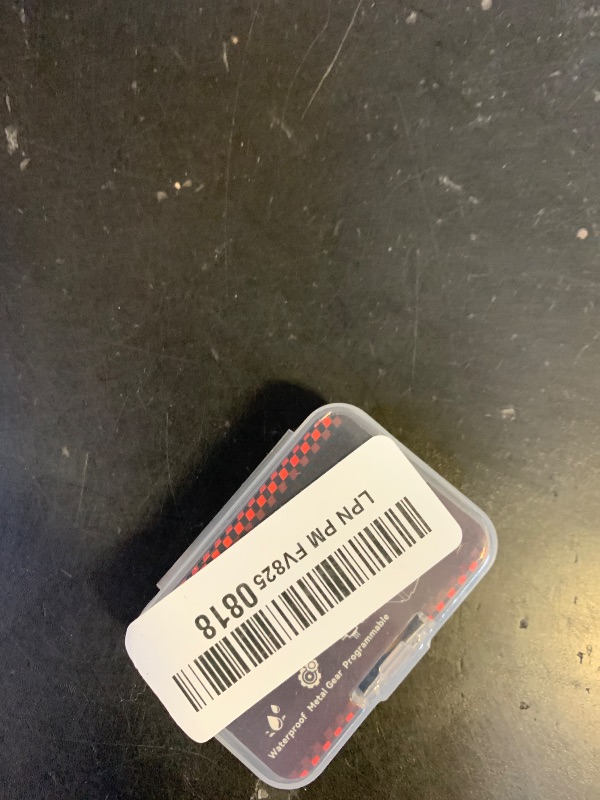 LPN PM FV825 0818
Waterproof Metal Gear Programmable